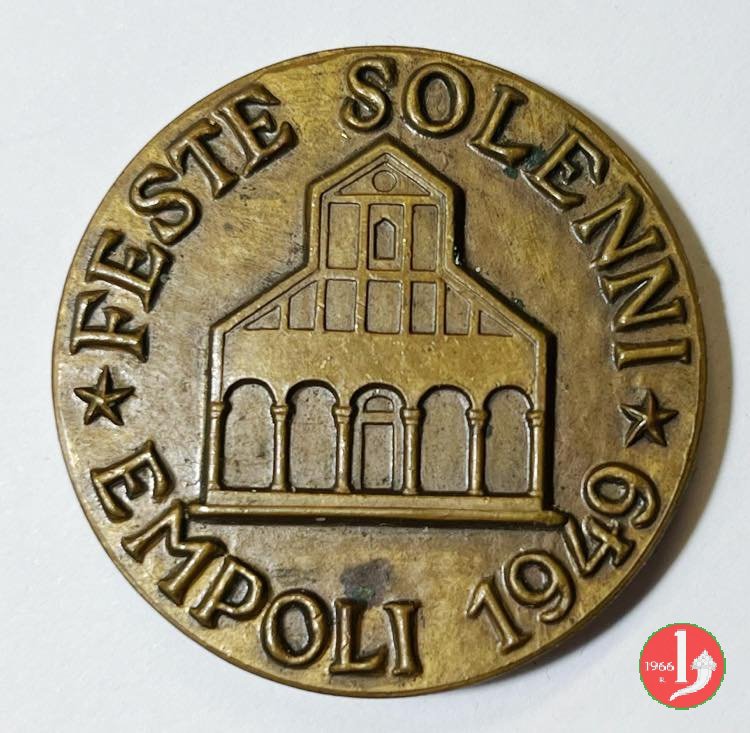 FESTE SOLENNI
EMPOLI 1949
1966
R.